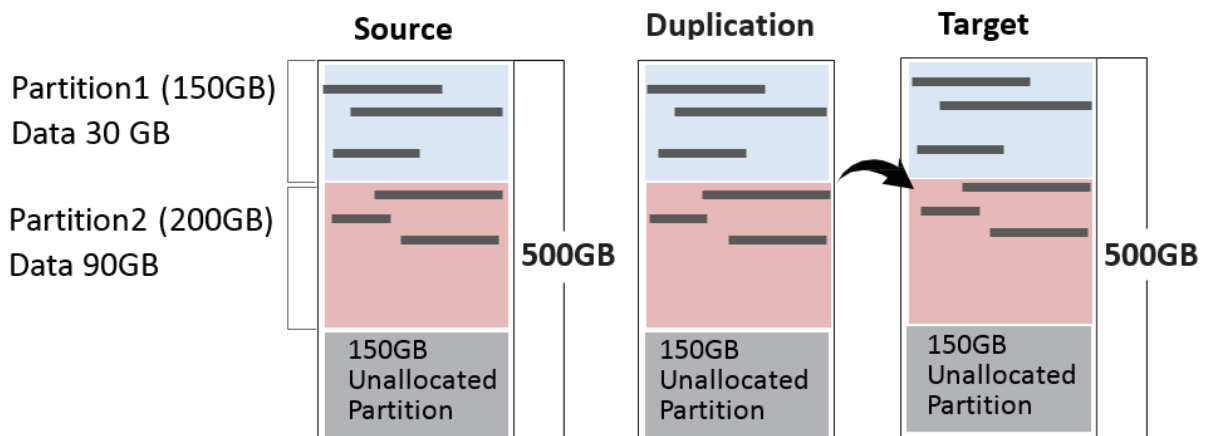 Source
Duplication
Target
Partition1 (150GB)
Data 30 GB
Partition2 (200GB)
Data 90GB
500GB
500GB
150GB
Unallocated
Partition
150GB
Unallocated
Partition
150GB
Unallocated
Partition